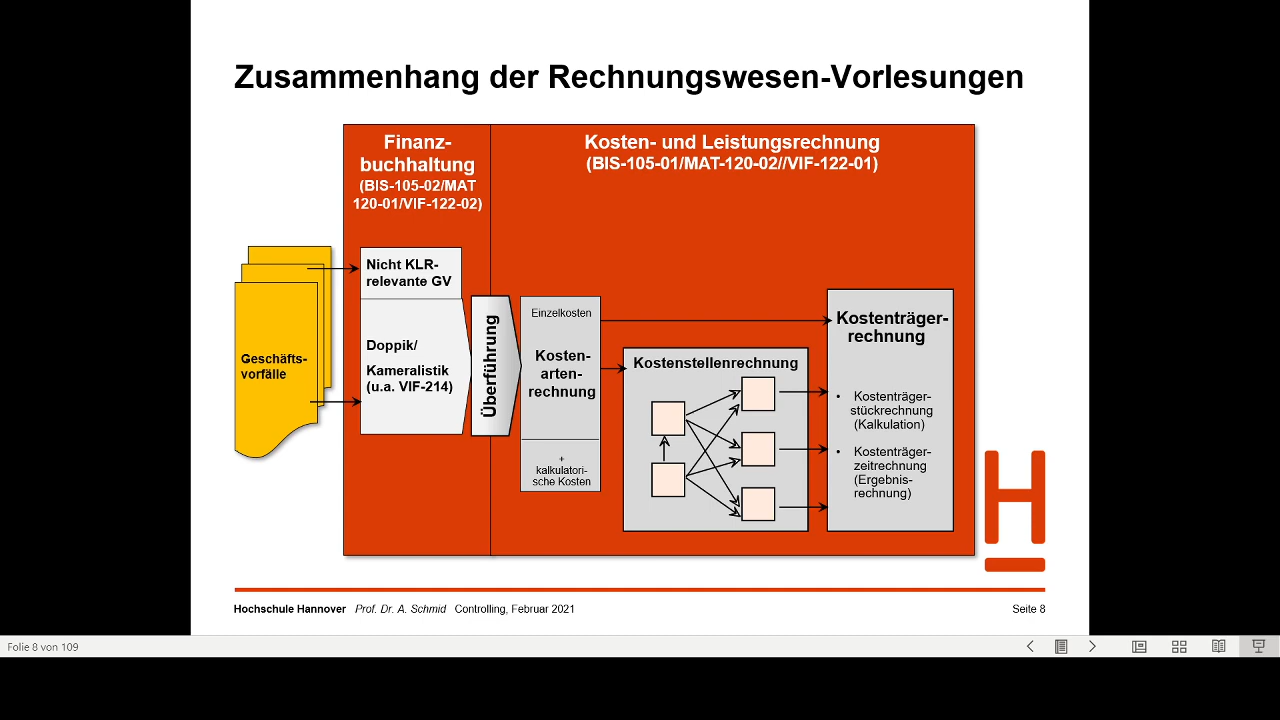 Zusammenhang der Rechnungswesen-Vorlesungen
Finanz-
buchhaltung
(BIS-105-02/MAT
120-01/VIF-122-02)
Kosten- und Leistungsrechnung
(BIS-105-01/MAT-120-02//VIF-122-01)
Geschäfts-
vorfälle
Nicht KLR-
relevante GV
Doppik/
Kameralistik
(u.a. VIF-214)
Überführung
Einzelkosten
Kosten-
arten-
rechnung
+
kalkulatori-
sche Kosten
Kostenstellenrechnung
Kostenträger-
rechnung
• Kostenträger-
stückrechnung
(Kalkulation)
• Kostenträger-
zeitrechnung
(Ergebnis-
rechnung)
H
Hochschule Hannover Prof. Dr. A. Schmid Controlling, Februar 2021
Seite 8
Folie 8 von 109